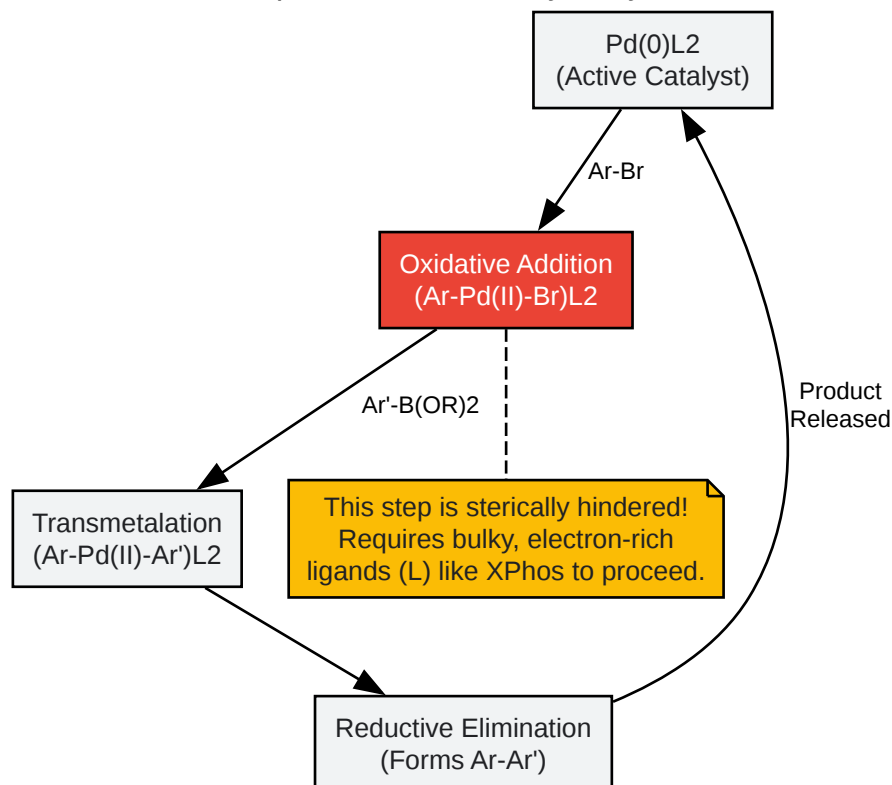 Pd(0)L2
(Active Catalyst)
Ar-Br
Oxidative Addition
(Ar-Pd(II)-Br)L2
Ar'-B(OR)2
Product
Released
This step is sterically hindered!
Requires bulky, electron-rich
ligands (L) like XPhos to proceed.
Transmetalation
(Ar-Pd(II)-Ar')L2
Reductive Elimination
(Forms Ar-Ar')